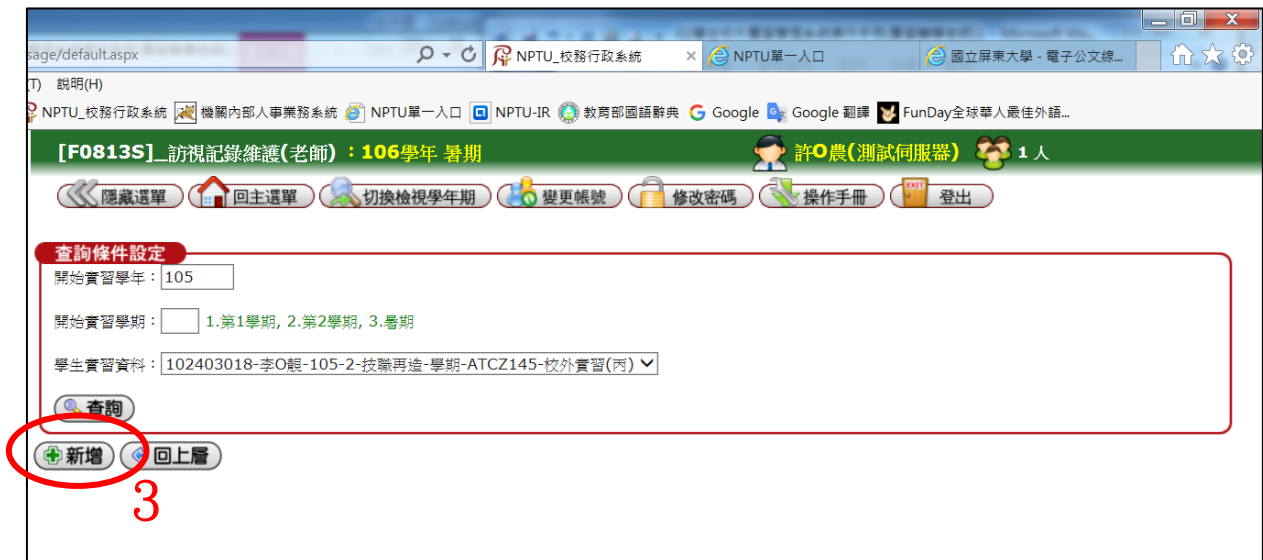 sage/default.aspx
NPTU_校務行政系統
NPTU單一入口
國立屏東大學 - 電子公文線...
(T) 說明(H)
NPTU_校務行政系統 機關內部人事業務系統 NPTU單一入口 NPTU-IR 教育部國語辭典 Google Google 翻譯 FunDay全球華人最佳外語...
[F0813S]_訪視記錄維護(老師)：106學年 暑期 許O農(測試伺服器) 1 人
隱藏選單 回主選單 切換檢視學年期 變更帳號 修改密碼 操作手冊 EXIT 登出
查詢條件設定
開始實習學年：105
開始實習學期： 1.第1學期, 2.第2學期, 3.暑期
學生實習資料：102403018-李O靚-105-2-技職再造-學期-ATCZ145-校外實習(丙)
查詢
新增 回上層
3